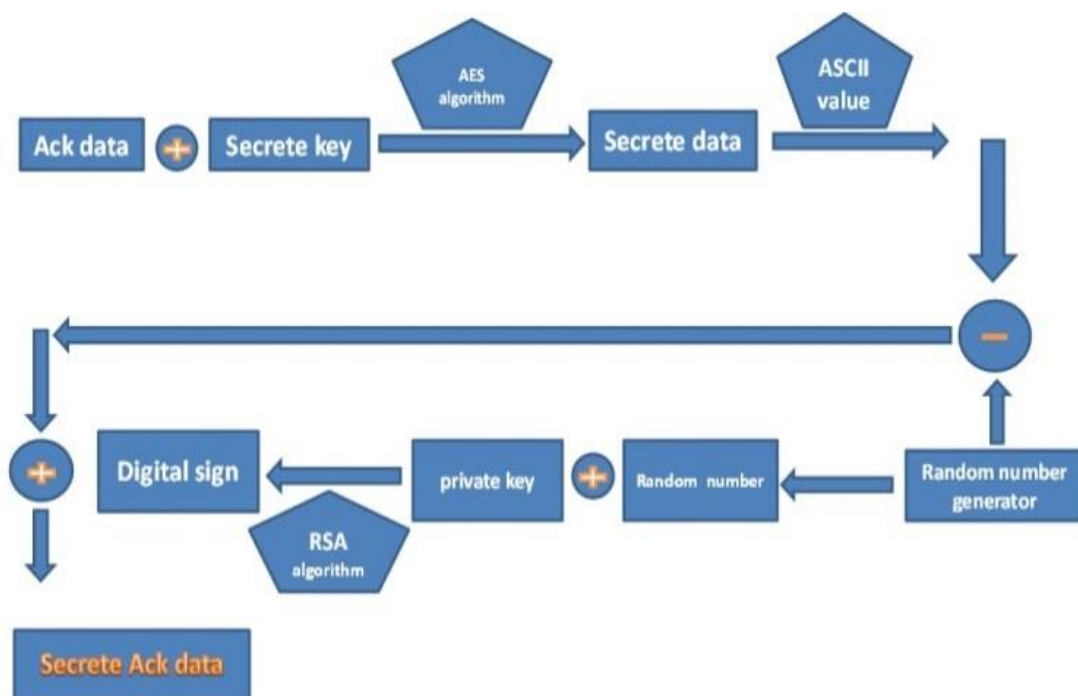 AES
algorithm
ASCII
value
Ack data
+
Secrete key
Secrete data
−
+
Digital sign
private key
+
Random number
Random number
generator
RSA
algorithm
Secrete Ack data